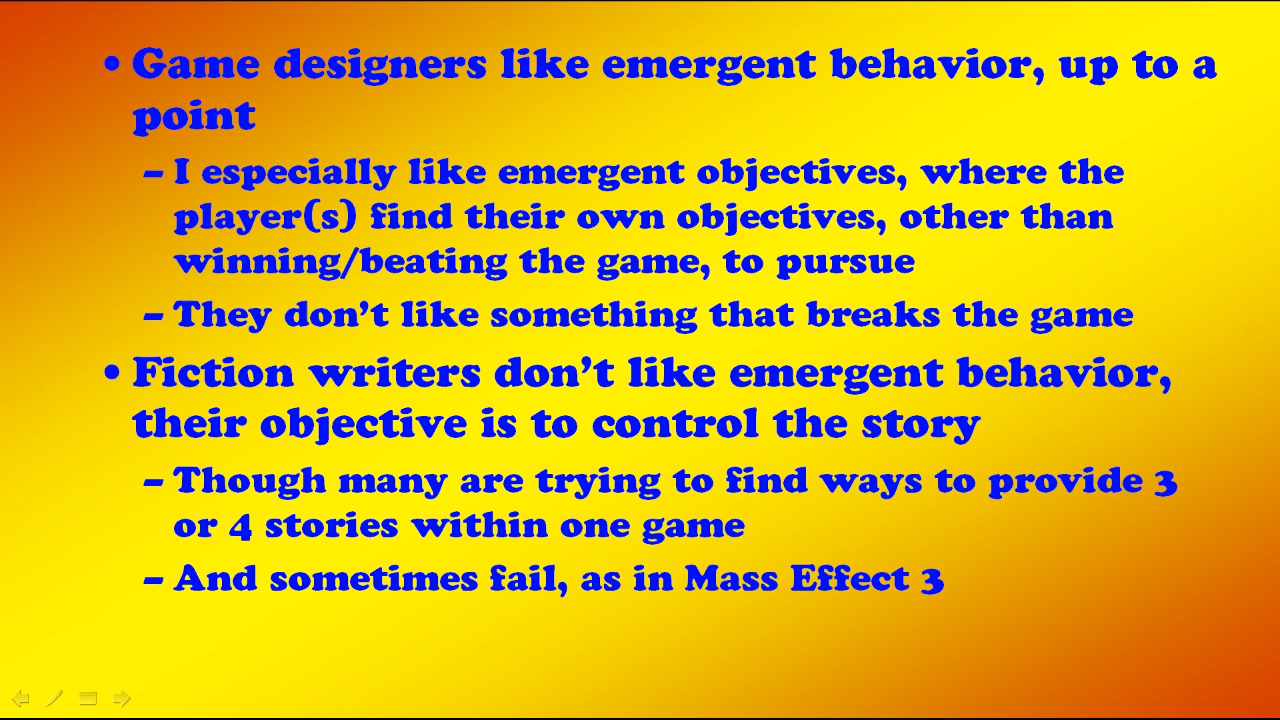 • Game designers like emergent behavior, up to a
point
– I especially like emergent objectives, where the
player(s) find their own objectives, other than
winning/beating the game, to pursue
– They don’t like something that breaks the game
• Fiction writers don’t like emergent behavior,
their objective is to control the story
– Though many are trying to find ways to provide 3
or 4 stories within one game
– And sometimes fail, as in Mass Effect 3